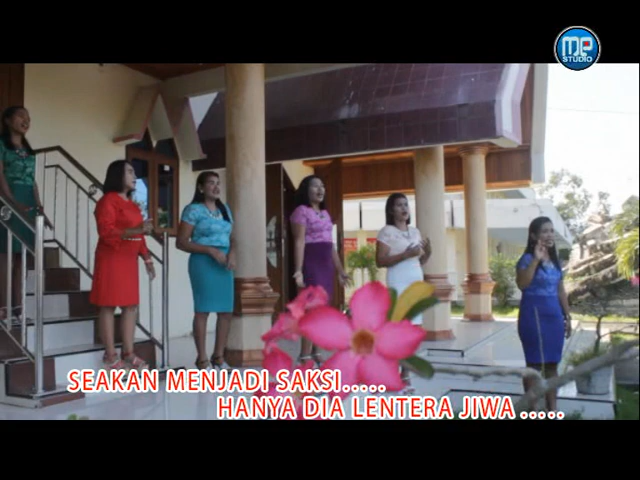 MP
STUDIO
SEAKAN MENJADI SAKSI.....
HANYA DIA LENTERA JIWA .....